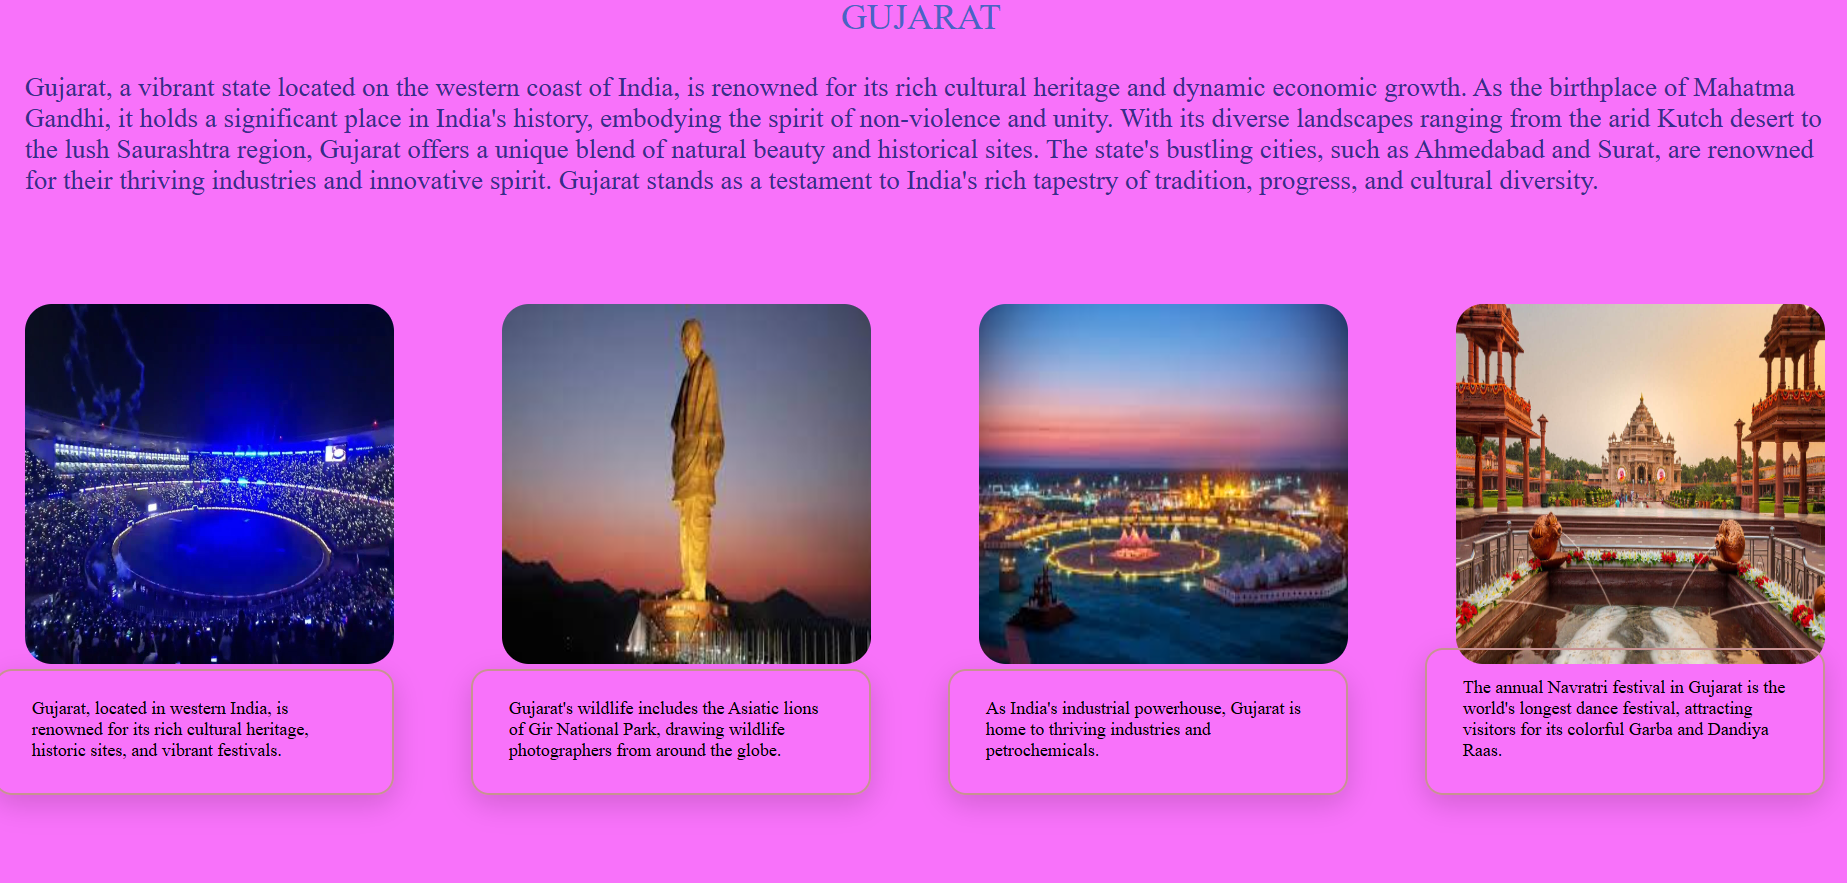 GUJARAT
Gujarat, a vibrant state located on the western coast of India, is renowned for its rich cultural heritage and dynamic economic growth. As the birthplace of Mahatma
Gandhi, it holds a significant place in India's history, embodying the spirit of non-violence and unity. With its diverse landscapes ranging from the arid Kutch desert to
the lush Saurashtra region, Gujarat offers a unique blend of natural beauty and historical sites. The state's bustling cities, such as Ahmedabad and Surat, are renowned
for their thriving industries and innovative spirit. Gujarat stands as a testament to India's rich tapestry of tradition, progress, and cultural diversity.
Gujarat, located in western India, is
renowned for its rich cultural heritage,
historic sites, and vibrant festivals.
Gujarat's wildlife includes the Asiatic lions
of Gir National Park, drawing wildlife
photographers from around the globe.
As India's industrial powerhouse, Gujarat is
home to thriving industries and
petrochemicals.
The annual Navratri festival in Gujarat is the
world's longest dance festival, attracting
visitors for its colorful Garba and Dandiya
Raas.